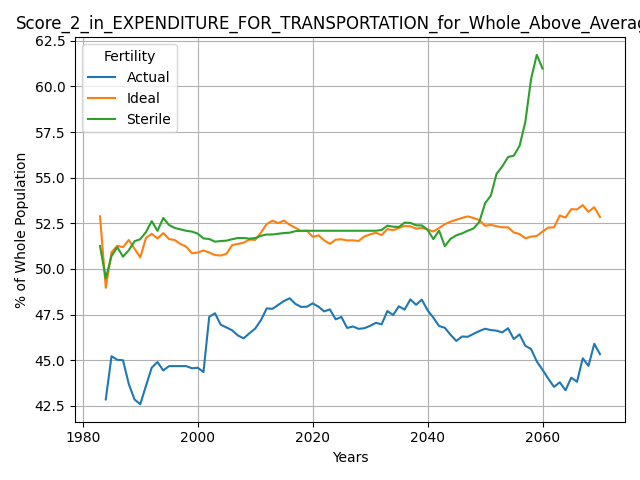 Score_2_in_EXPENDITURE_FOR_TRANSPORTATION_for_Whole_Above_Averag
62.5
60.0
57.5
55.0
52.5
50.0
47.5
45.0
42.5
% of Whole Population
Fertility
Actual
Ideal
Sterile
1980
2000
2020
2040
2060
Years